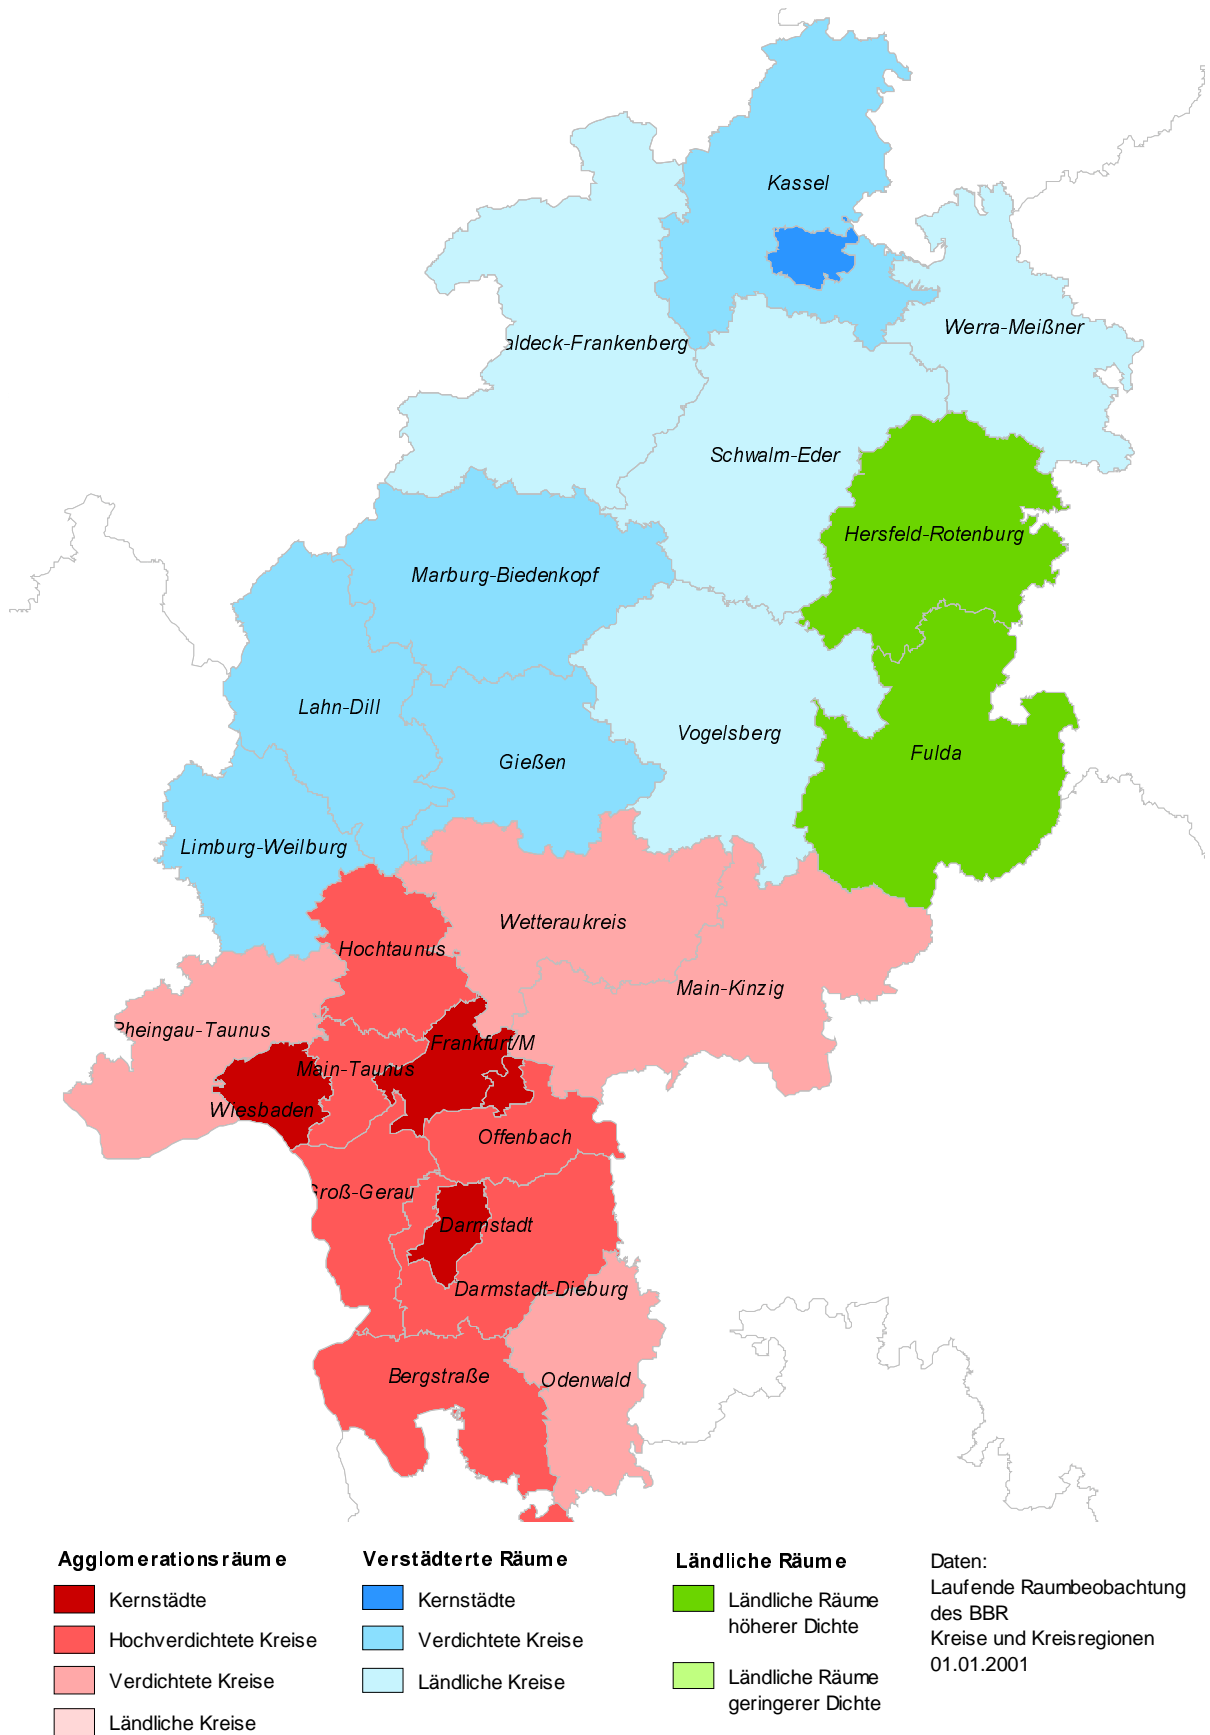 Kassel
Werra-Meißner
aldeck-Frankenberg
Schwalm-Eder
Hersfeld-Rotenburg
Marburg-Biedenkopf
Lahn-Dill
Vogelsberg
Fulda
Gießen
Limburg-Weilburg
Wetteraukreis
Hochtaunus
Main-Kinzig
Rheingau-Taunus
Frankfurt/M
Main-Taunus
Wiesbaden
Offenbach
Groß-Gerau
Darmstadt
Darmstadt-Dieburg
Bergstraße
Odenwald
Agglomerationsräume
Kernstädte
Hochverdichtete Kreise
Verdichtete Kreise
Ländliche Kreise
Verstädterte Räume
Kernstädte
Verdichtete Kreise
Ländliche Kreise
Ländliche Räume
Ländliche Räume
höherer Dichte
Ländliche Räume
geringerer Dichte
Daten:
Laufende Raumbeobachtung
des BBR
Kreise und Kreisregionen
01.01.2001